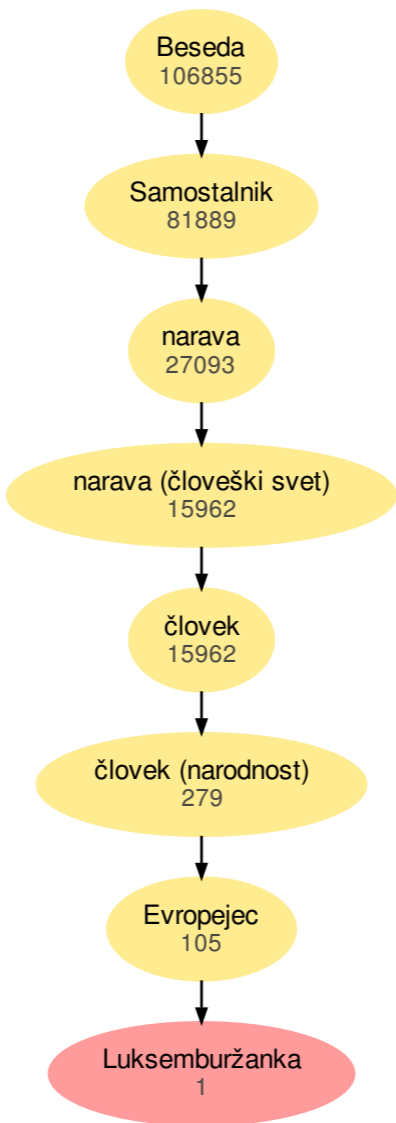 Beseda
106855
Samostalnik
81889
narava
27093
narava (človeški svet)
15962
človek
15962
človek (narodnost)
279
Evropejec
105
Luksemburžanka
1